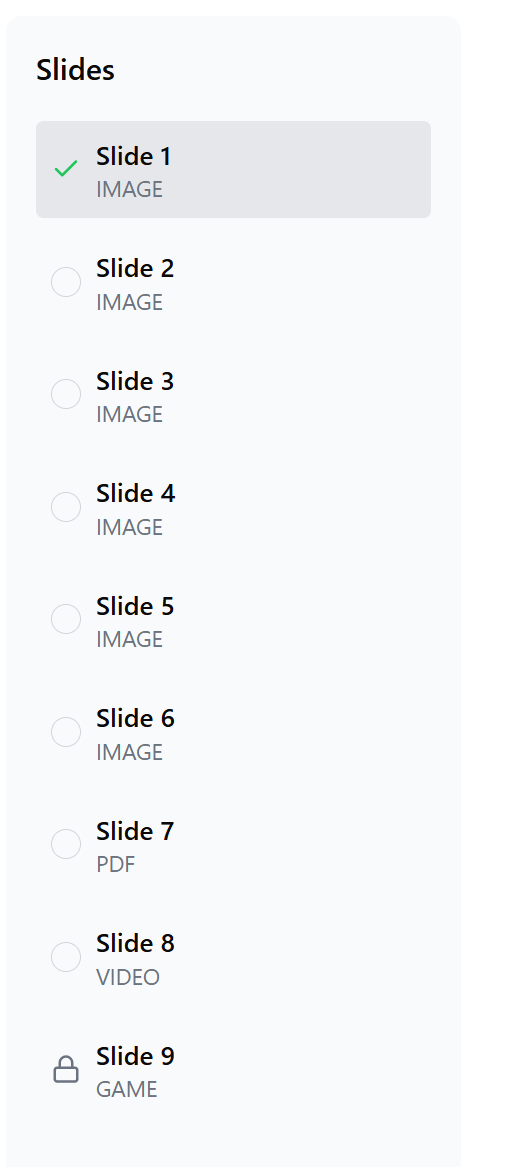 Slides
Slide 1
IMAGE
Slide 2
IMAGE
Slide 3
IMAGE
Slide 4
IMAGE
Slide 5
IMAGE
Slide 6
IMAGE
Slide 7
PDF
Slide 8
VIDEO
Slide 9
GAME